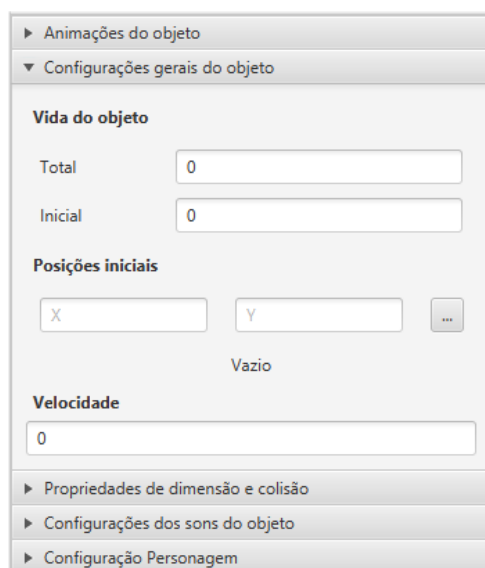 Animações do objeto
Configurações gerais do objeto
Vida do objeto
Total 0
Inicial 0
Posições iniciais
X Y ...
Vazio
Velocidade
0
Propriedades de dimensão e colisão
Configurações dos sons do objeto
Configuração Personagem